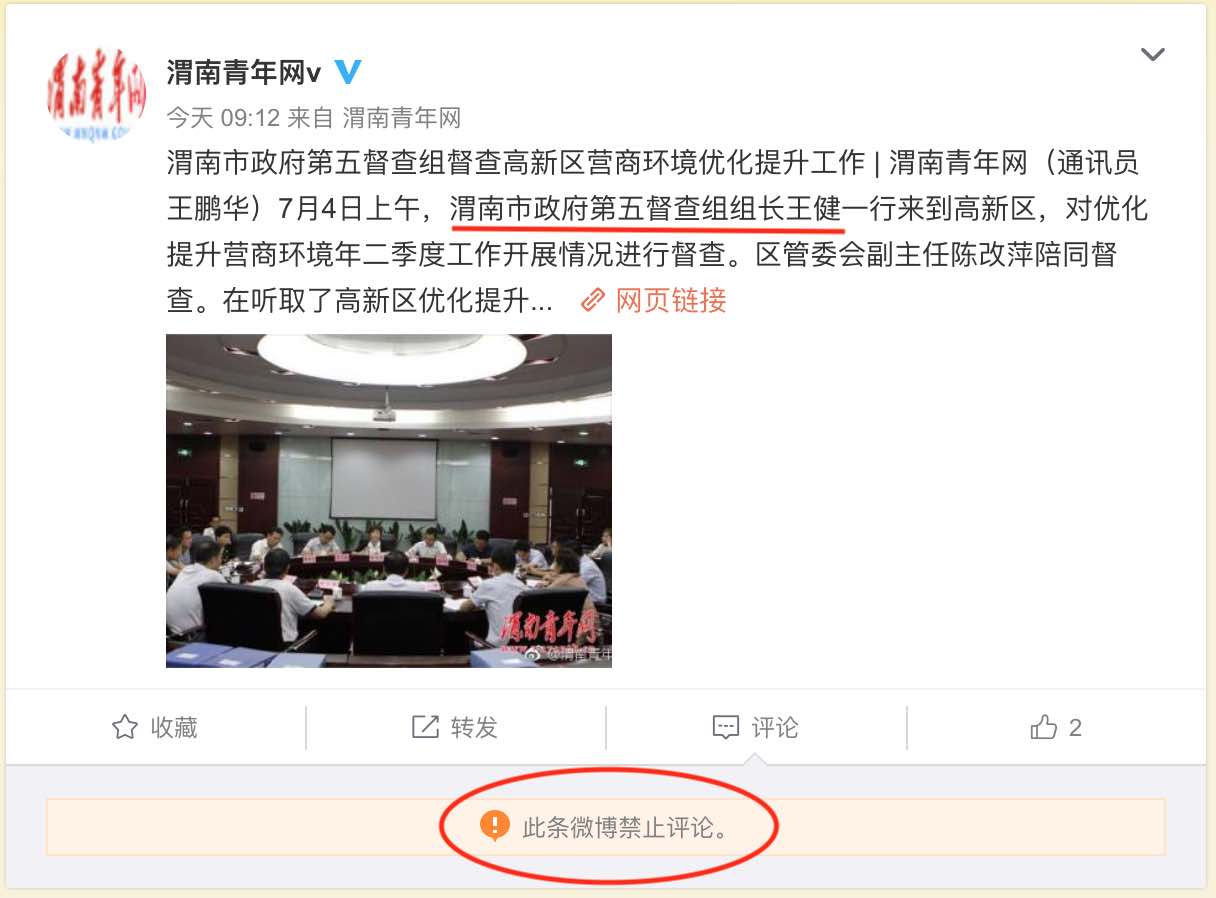 渭南青年网
渭南青年网v
今天 09:12 来自 渭南青年网
渭南市政府第五督查组督查高新区营商环境优化提升工作 | 渭南青年网（通讯员
王鹏华）7月4日上午，渭南市政府第五督查组组长王健一行来到高新区，对优化
提升营商环境年二季度工作开展情况进行督查。区管委会副主任陈改萍陪同督
查。在听取了高新区优化提升... 网页链接
渭南青年网
@渭南青年
收藏
转发
评论
2
此条微博禁止评论。